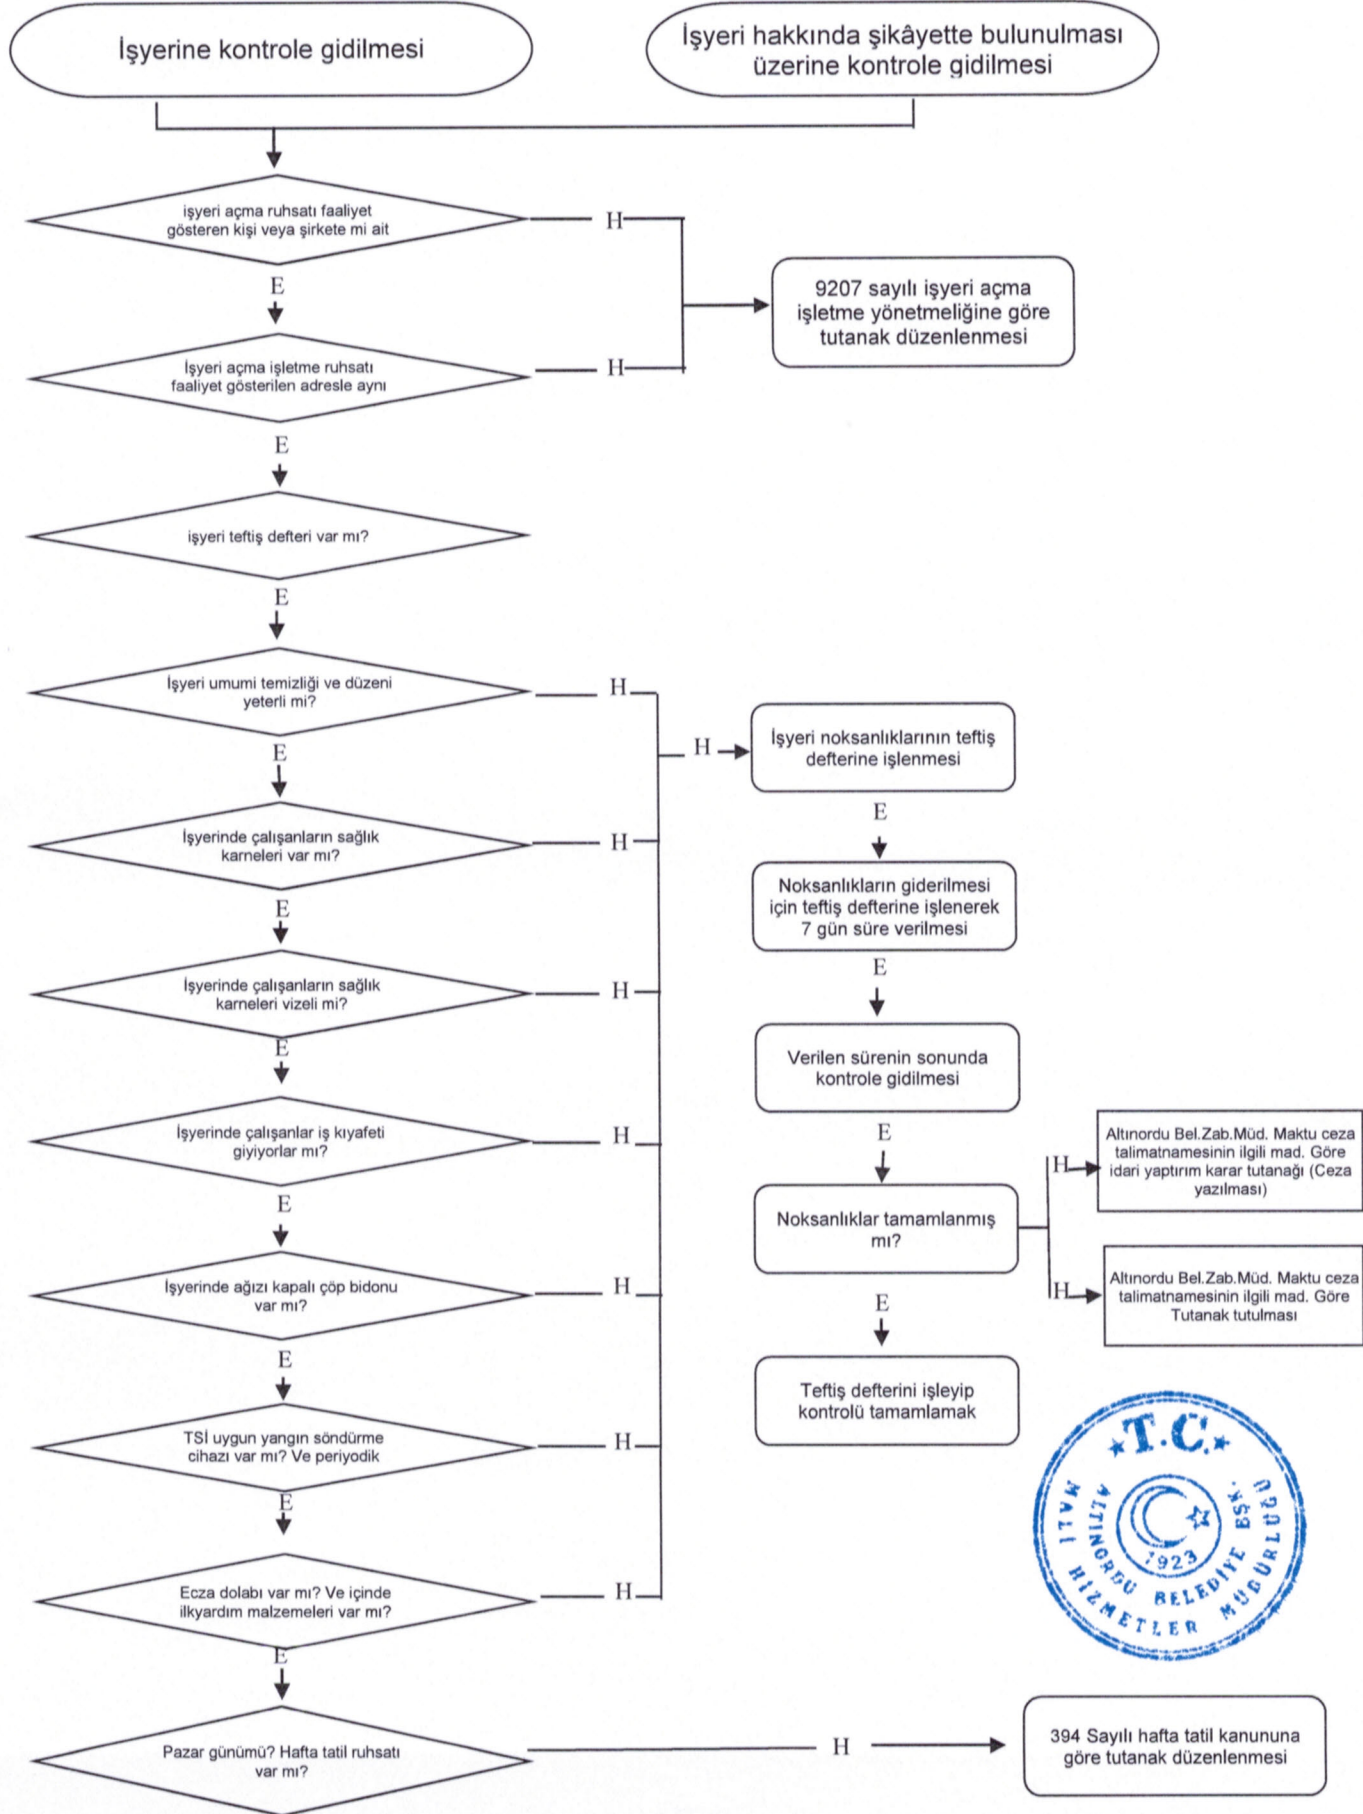 İşyerine kontrole gidilmesi
İşyeri hakkında şikâyette bulunulması
üzerine kontrole gidilmesi
işyeri açma ruhsatı faaliyet
gösteren kişi veya şirkete mi ait
H
E
9207 sayılı işyeri açma
işletme yönetmeliğine göre
tutanak düzenlenmesi
İşyeri açma işletme ruhsatı
faaliyet gösterilen adresle aynı
H
E
işyeri teftiş defteri var mı?
E
İşyeri umumi temizliği ve düzeni
yeterli mi?
H
E
H
İşyeri noksanlıklarının teftiş
defterine işlenmesi
E
İşyerinde çalışanların sağlık
karneleri var mı?
H
E
Noksanlıkların giderilmesi
için teftiş defterine işlenerek
7 gün süre verilmesi
E
İşyerinde çalışanların sağlık
karneleri vizeli mi?
H
E
Verilen sürenin sonunda
kontrole gidilmesi
E
İşyerinde çalışanlar iş kıyafeti
giyiyorlar mı?
H
E
Noksanlıklar tamamlanmış
mı?
H
Altınordu Bel.Zab.Müd. Maktu ceza
talimatnamesinin ilgili mad. Göre
idari yaptırım karar tutanağı (Ceza
yazılması)
H
Altınordu Bel.Zab.Müd. Maktu ceza
talimatnamesinin ilgili mad. Göre
Tutanak tutulması
E
İşyerinde ağızı kapalı çöp bidonu
var mı?
H
E
Teftiş defterini işleyip
kontrolü tamamlamak
TSİ uygun yangın söndürme
cihazı var mı? Ve periyodik
H
E
T.C.
ALTINORDU BELEDİYE BŞK.
MALİ HİZMETLER MÜDÜRLÜĞÜ
1923
Ecza dolabı var mı? Ve içinde
ilkyardım malzemeleri var mı?
H
E
Pazar günümü? Hafta tatil ruhsatı
var mı?
H
394 Sayılı hafta tatil kanununa
göre tutanak düzenlenmesi